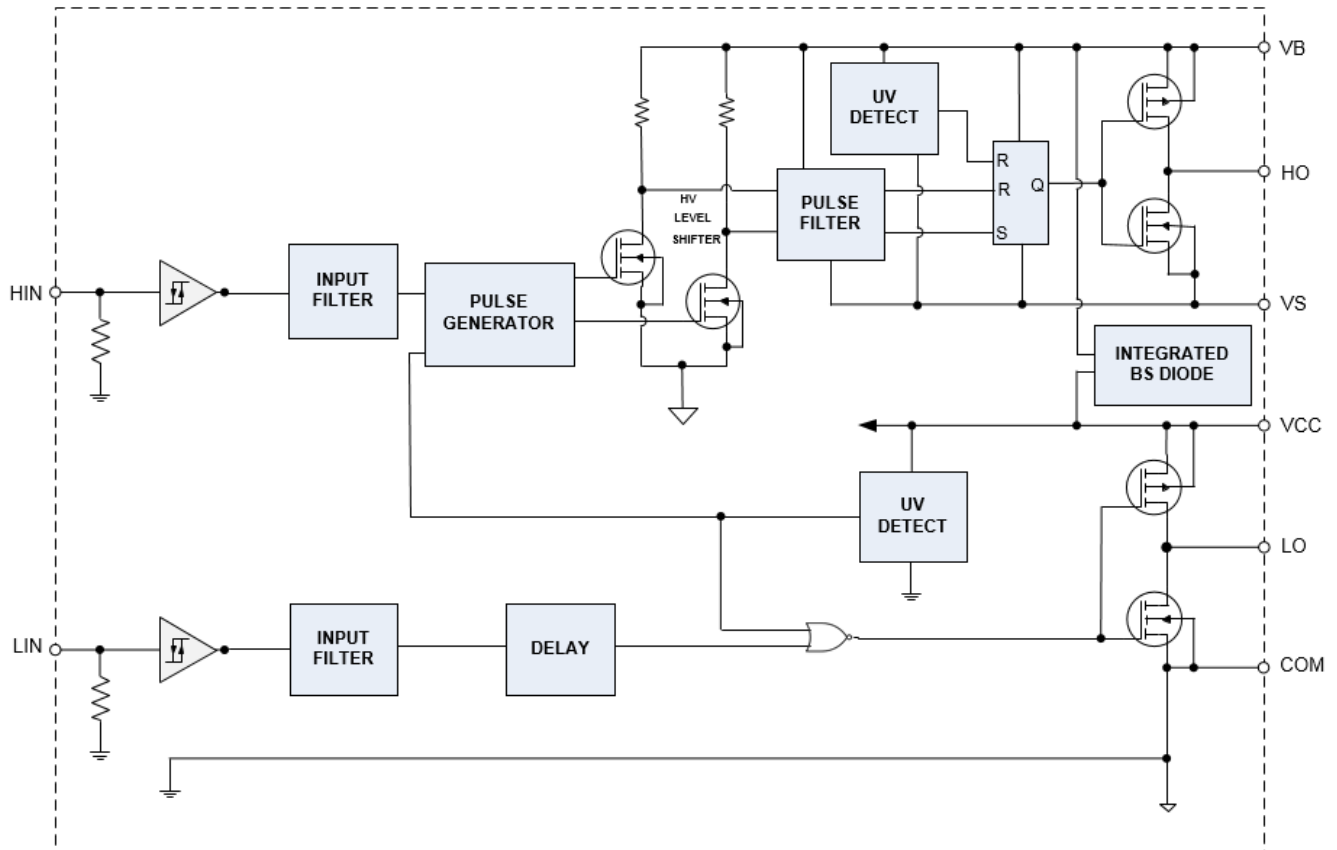 VB
UV
DETECT
R
R
Q
S
HO
PULSE
FILTER
HV
LEVEL
SHIFTER
HIN
INPUT
FILTER
PULSE
GENERATOR
VS
INTEGRATED
BS DIODE
VCC
UV
DETECT
LO
LIN
INPUT
FILTER
DELAY
COM